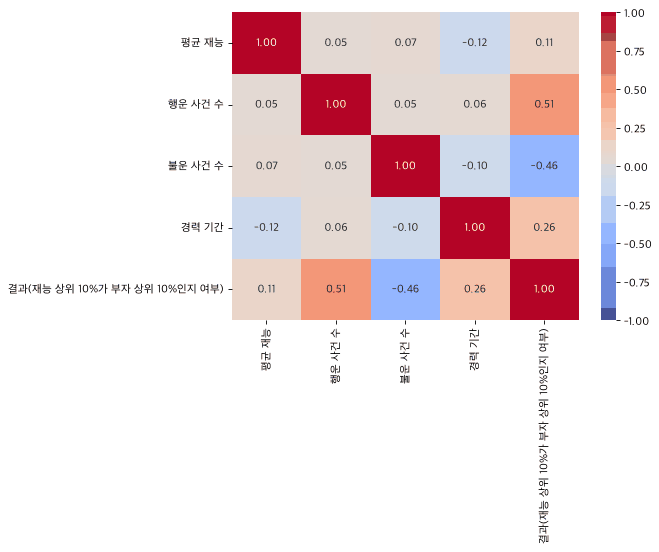 평균 재능 1.00 0.05 0.07 -0.12 0.11
행운 사건 수 0.05 1.00 0.05 0.06 0.51
불운 사건 수 0.07 0.05 1.00 -0.10 -0.46
경력 기간 -0.12 0.06 -0.10 1.00 0.26
결과(재능 상위 10%가 부자 상위 10%인지 여부) 0.11 0.51 -0.46 0.26 1.00
평균 재능
행운 사건 수
불운 사건 수
경력 기간
결과(재능 상위 10%가 부자 상위 10%인지 여부)
1.00
0.75
0.50
0.25
0.00
-0.25
-0.50
-0.75
-1.00